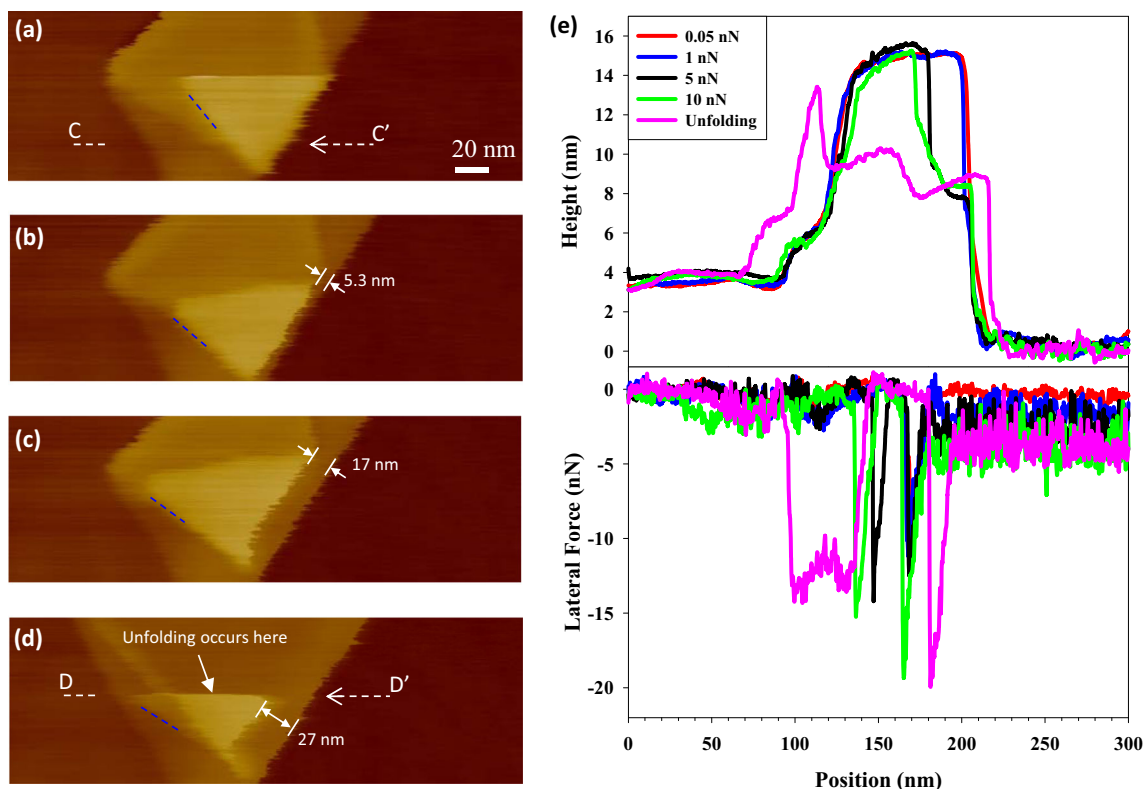 (a)
C
C’
20 nm
(b)
5.3 nm
(c)
17 nm
(d)
Unfolding occurs here
D
D’
27 nm
(e)
16
14
12
10
8
6
4
2
0
Height (nm)
0.05 nN
1 nN
5 nN
10 nN
Unfolding
0
-5
-10
-15
-20
Lateral Force (nN)
0 50 100 150 200 250 300
Position (nm)